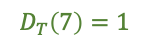 D_T(7) = 1